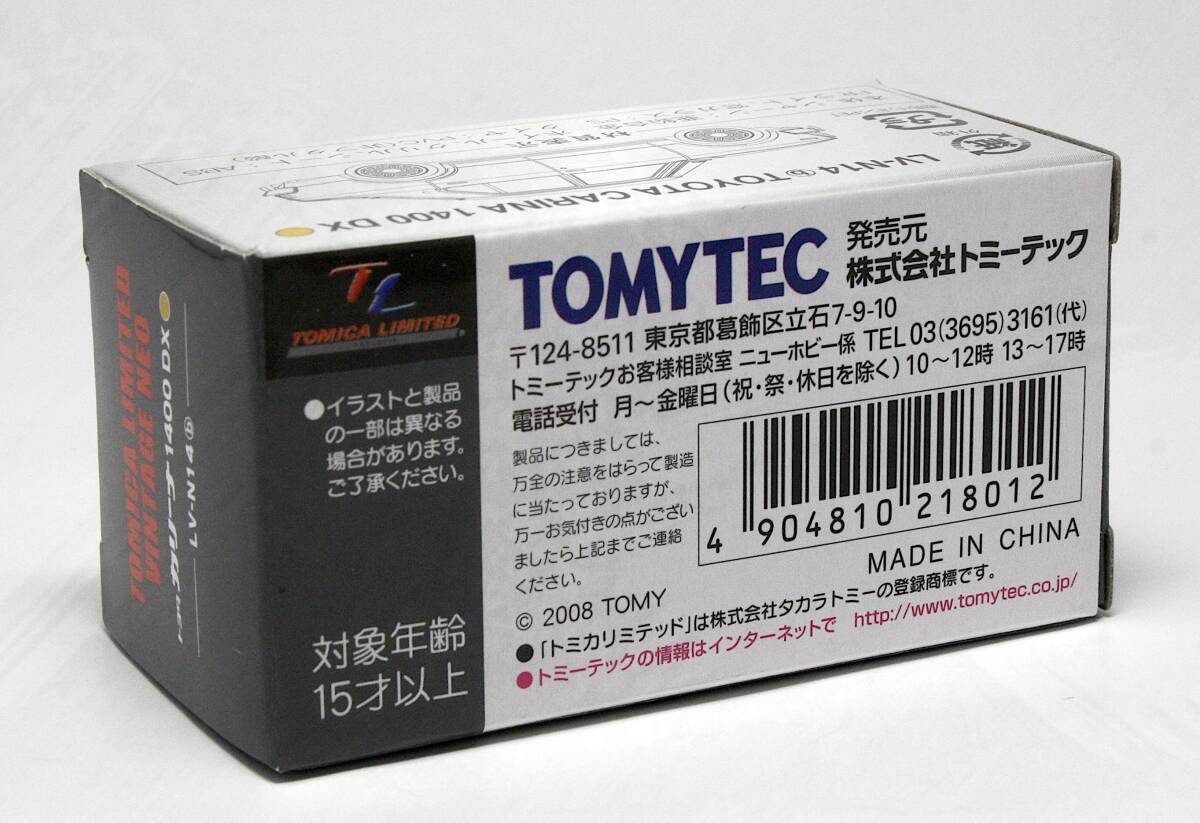 LV-N14 b TOYOTA CARINA 1400 DX
TOMICA LIMITED
VINTAGE NEO
1400 DX
LV-N14 b
TL
TOMICA LIMITED
●イラストと製品
の一部は異なる
場合があります。
ご了承ください。
対象年齢
15才以上
TOMYTEC
発売元
株式会社トミーテック
〒124-8511 東京都葛飾区立石7-9-10
トミーテックお客様相談室 ニューホビー係 TEL 03(3695)3161(代)
電話受付 月～金曜日(祝・祭・休日を除く)10～12時 13～17時
製品につきましては、
万全の注意をはらって製造
に当たっておりますが、
万一お気付きの点がござい
ましたら上記までご連絡
ください。
4 904810 218012
MADE IN CHINA
© 2008 TOMY
●「トミカリミテッド」は株式会社タカラトミーの登録商標です。
●トミーテックの情報はインターネットで http://www.tomytec.co.jp/